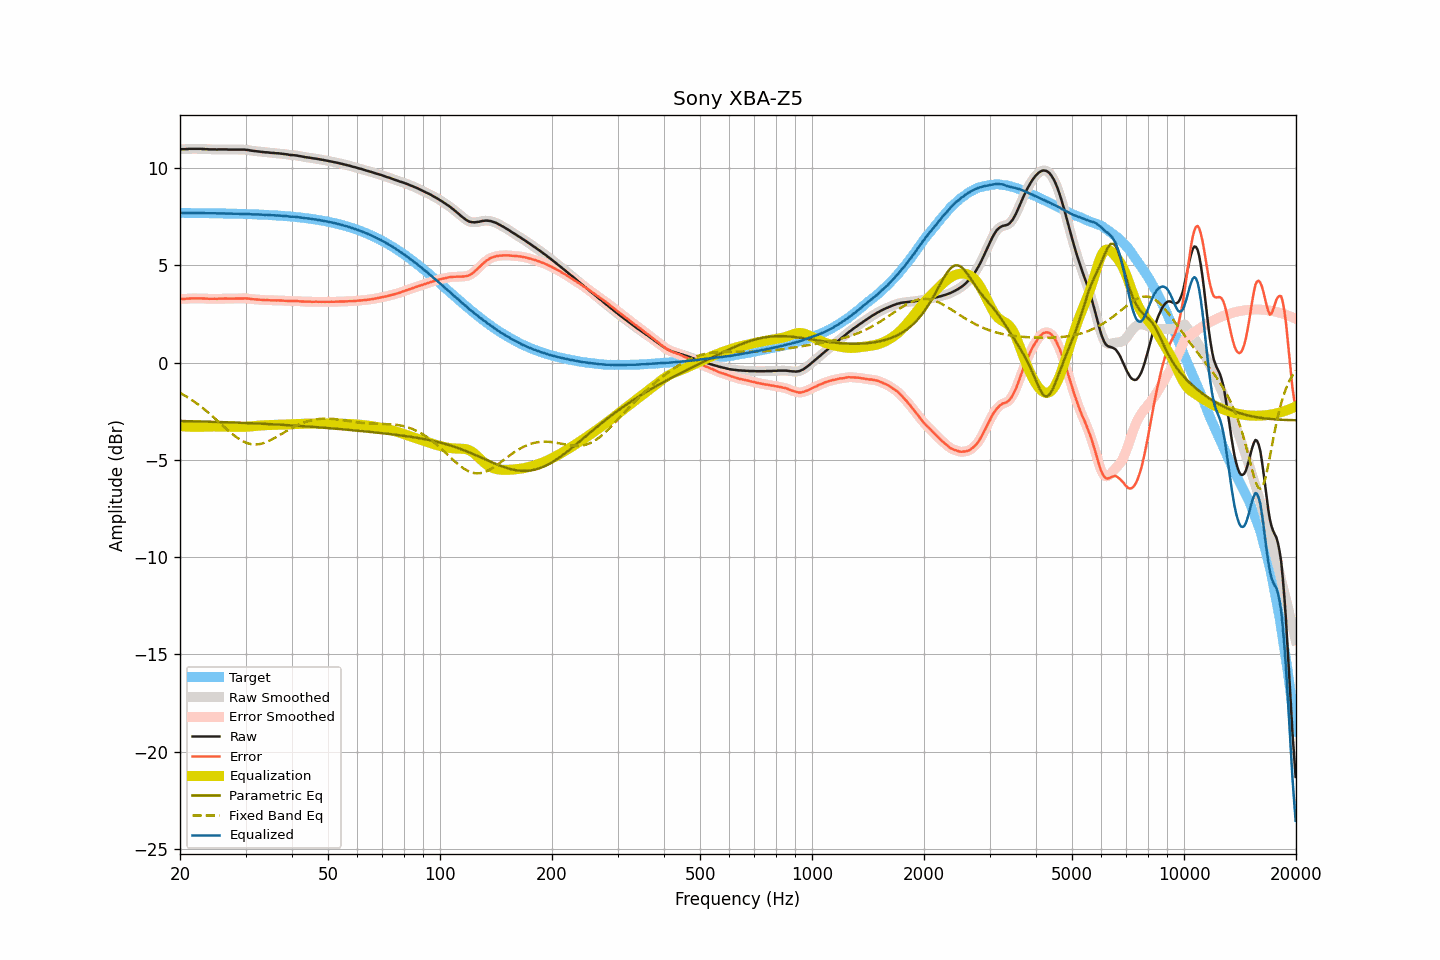 Sony XBA-Z5
10
5
0
−5
−10
−15
−20
−25
Amplitude (dBr)
Target
Raw Smoothed
Error Smoothed
Raw
Error
Equalization
Parametric Eq
Fixed Band Eq
Equalized
20 50 100 200 500 1000 2000 5000 10000 20000
Frequency (Hz)